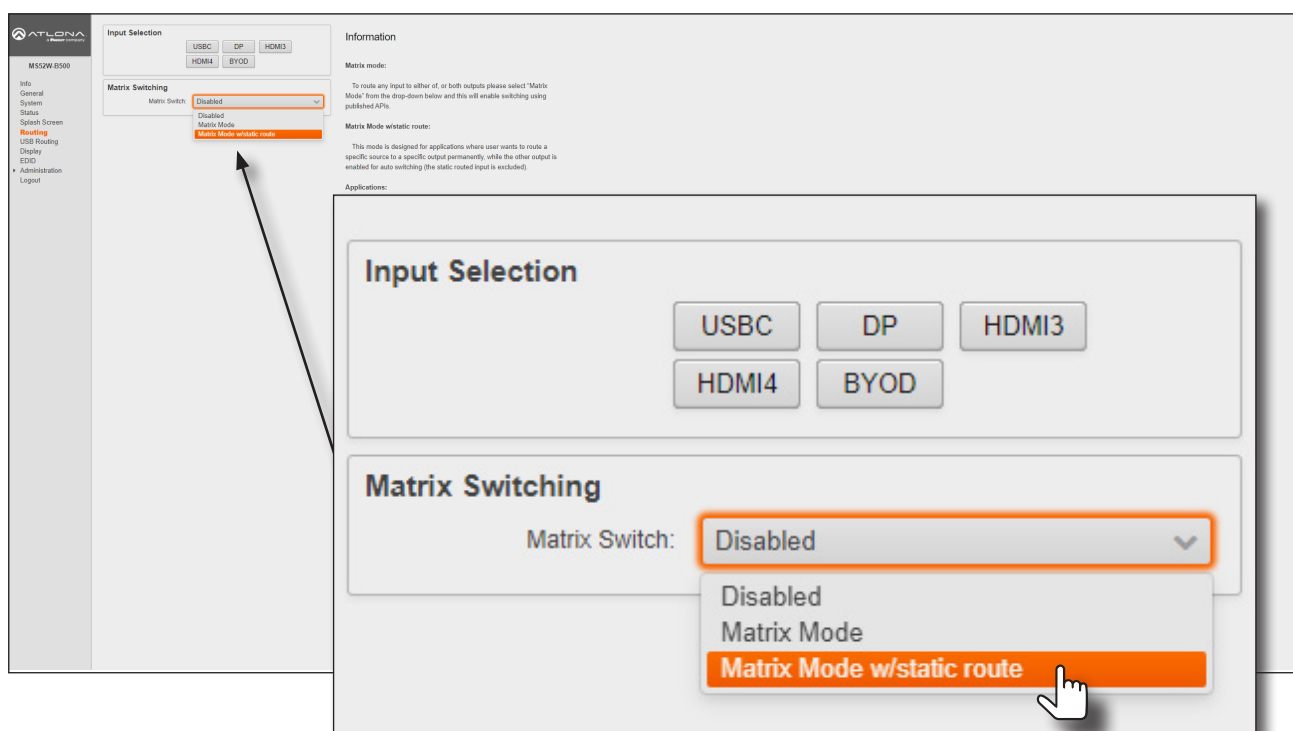 ATLONA
a Panduit company
MS52W-B500
Info
General
System
Status
Splash Screen
Routing
USB Routing
Display
EDID
Administration
Logout
Input Selection
USBC DP HDMI3
HDMI4 BYOD
Matrix Switching
Matrix Switch: Disabled
Disabled
Matrix Mode
Matrix Mode w/static route
Information
Matrix mode:
To route any input to either of, or both outputs please select "Matrix
Mode" from the drop-down below and this will enable switching using
published APIs.
Matrix Mode w/static route:
This mode is designed for applications where user wants to route a
specific source to a specific output permanently, while the other output is
enabled for auto switching (the static routed input is excluded).
Applications:
Input Selection
USBC DP HDMI3
HDMI4 BYOD
Matrix Switching
Matrix Switch: Disabled
Disabled
Matrix Mode
Matrix Mode w/static route